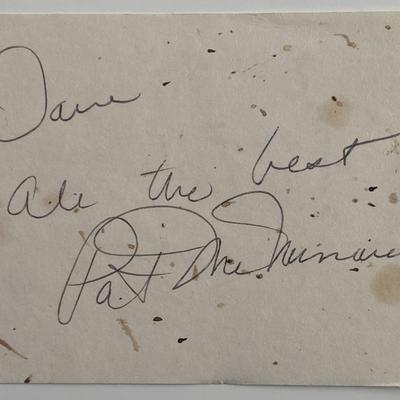 Dave
All the best
Pat